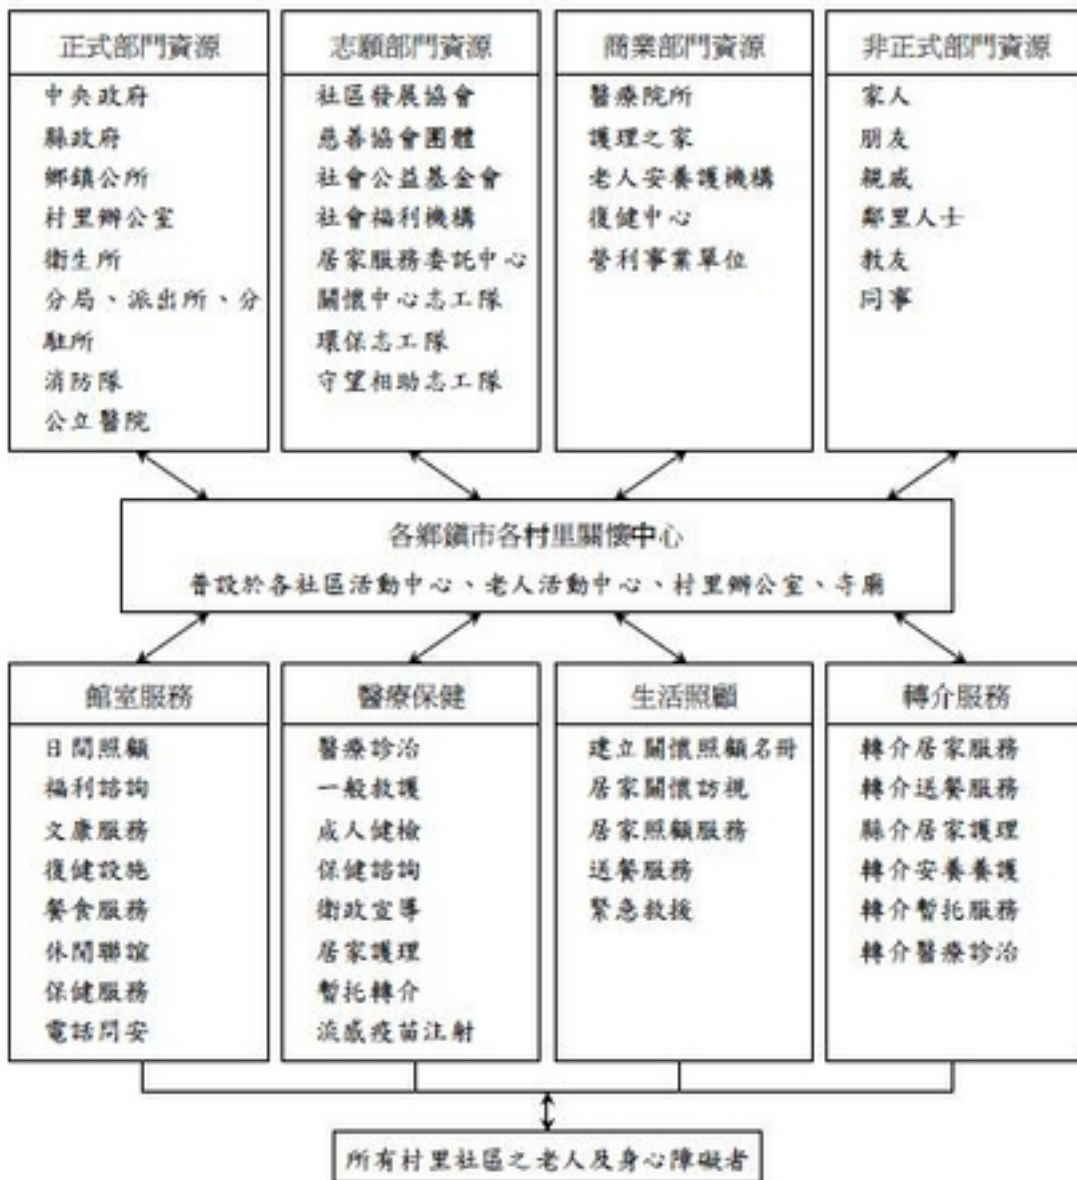 正式部門資源
中央政府
縣政府
鄉鎮公所
村里辦公室
衛生所
分局、派出所、分
駐所
消防隊
公立醫院
志願部門資源
社區發展協會
慈善協會團體
社會公益基金會
社會福利機構
居家服務委託中心
關懷中心志工隊
環保志工隊
守望相助志工隊
商業部門資源
醫療院所
護理之家
老人安養護機構
復健中心
營利事業單位
非正式部門資源
家人
朋友
親戚
鄰里人士
教友
同事
各鄉鎮市各村里關懷中心
普設於各社區活動中心、老人活動中心、村里辦公室、寺廟
館室服務
日間照顧
福利諮詢
文康服務
復健設施
餐食服務
休閒聯誼
保健服務
電話問安
醫療保健
醫療診治
一般救護
成人健檢
保健諮詢
衛政宣導
居家護理
暫托轉介
流感疫苗注射
生活照顧
建立關懷照顧名冊
居家關懷訪視
居家照顧服務
送餐服務
緊急救援
轉介服務
轉介居家服務
轉介送餐服務
縣介居家護理
轉介安養養護
轉介暫托服務
轉介醫療診治
所有村里社區之老人及身心障礙者